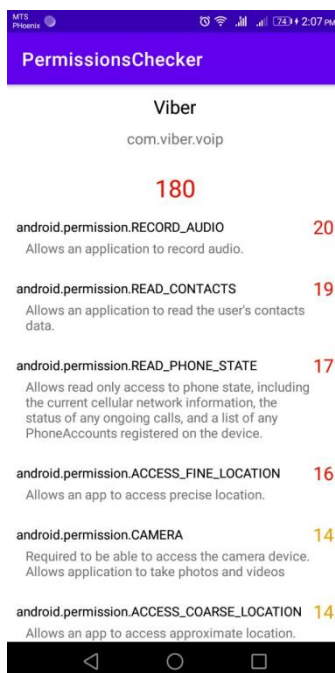 MTS
PHoenix
74 2:07 PM
PermissionsChecker
Viber
com.viber.voip
180
android.permission.RECORD_AUDIO 20
Allows an application to record audio.
android.permission.READ_CONTACTS 19
Allows an application to read the user's contacts
data.
android.permission.READ_PHONE_STATE 17
Allows read only access to phone state, including
the current cellular network information, the
status of any ongoing calls, and a list of any
PhoneAccounts registered on the device.
android.permission.ACCESS_FINE_LOCATION 16
Allows an app to access precise location.
android.permission.CAMERA 14
Required to be able to access the camera device.
Allows application to take photos and videos
android.permission.ACCESS_COARSE_LOCATION 14
Allows an app to access approximate location.